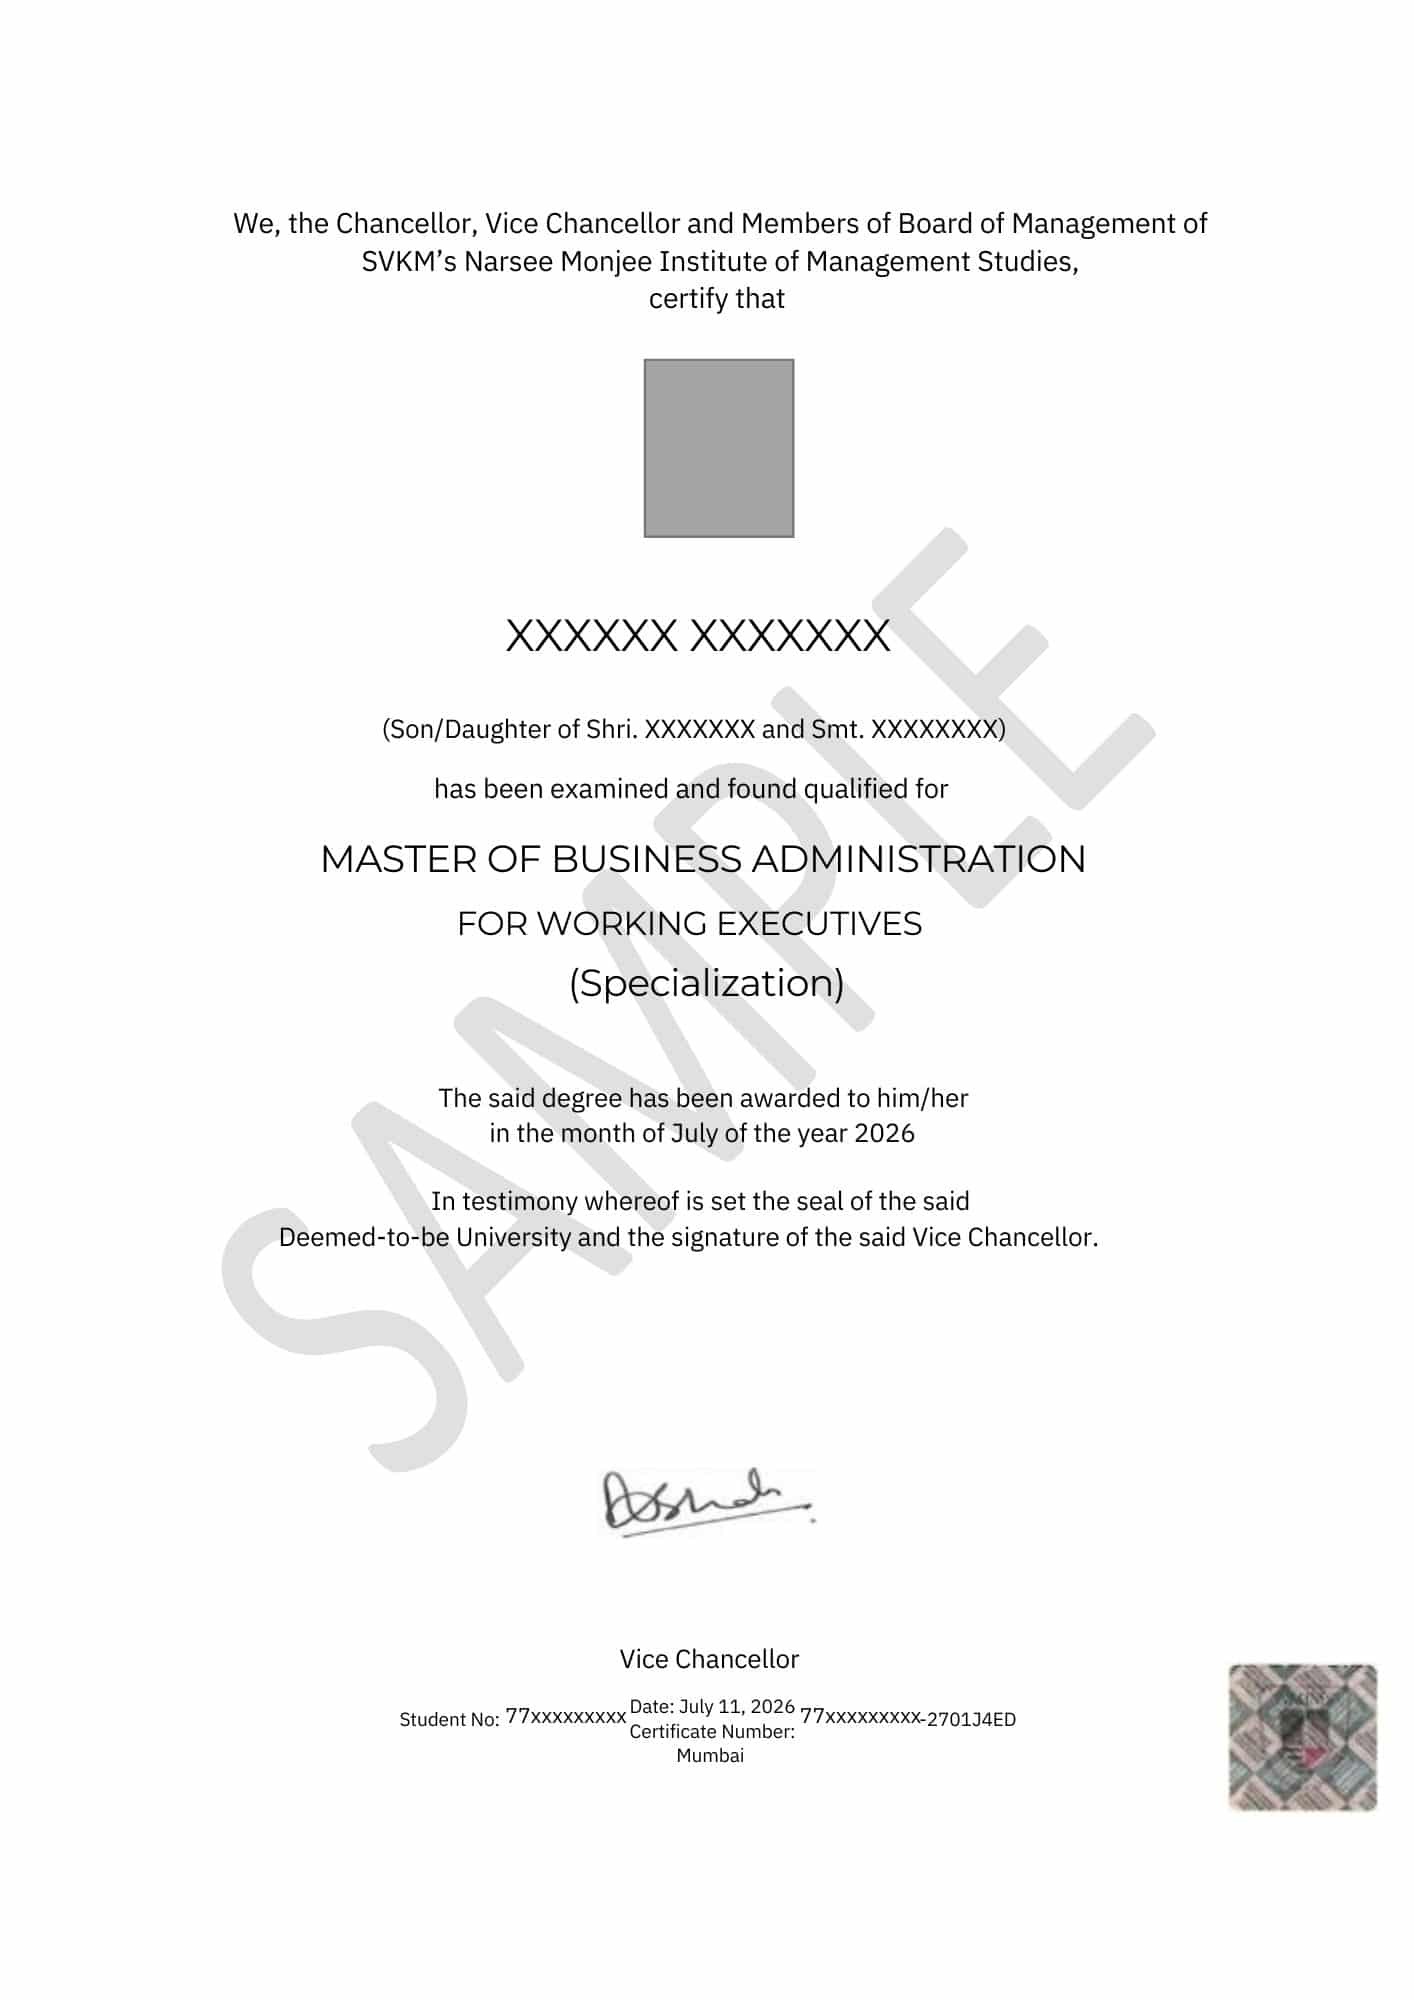 We, the Chancellor, Vice Chancellor and Members of Board of Management of
SVKM’s Narsee Monjee Institute of Management Studies,
certify that
XXXXXX XXXXXXX
(Son/Daughter of Shri. XXXXXXX and Smt. XXXXXXXX)
has been examined and found qualified for
MASTER OF BUSINESS ADMINISTRATION
FOR WORKING EXECUTIVES
(Specialization)
The said degree has been awarded to him/her
in the month of July of the year 2026
In testimony whereof is set the seal of the said
Deemed-to-be University and the signature of the said Vice Chancellor.
SAMPLE
Vice Chancellor
Student No: 77xxxxxxxxx
Date: July 11, 2026
Certificate Number: 77xxxxxxxxx-2701J4ED
Mumbai